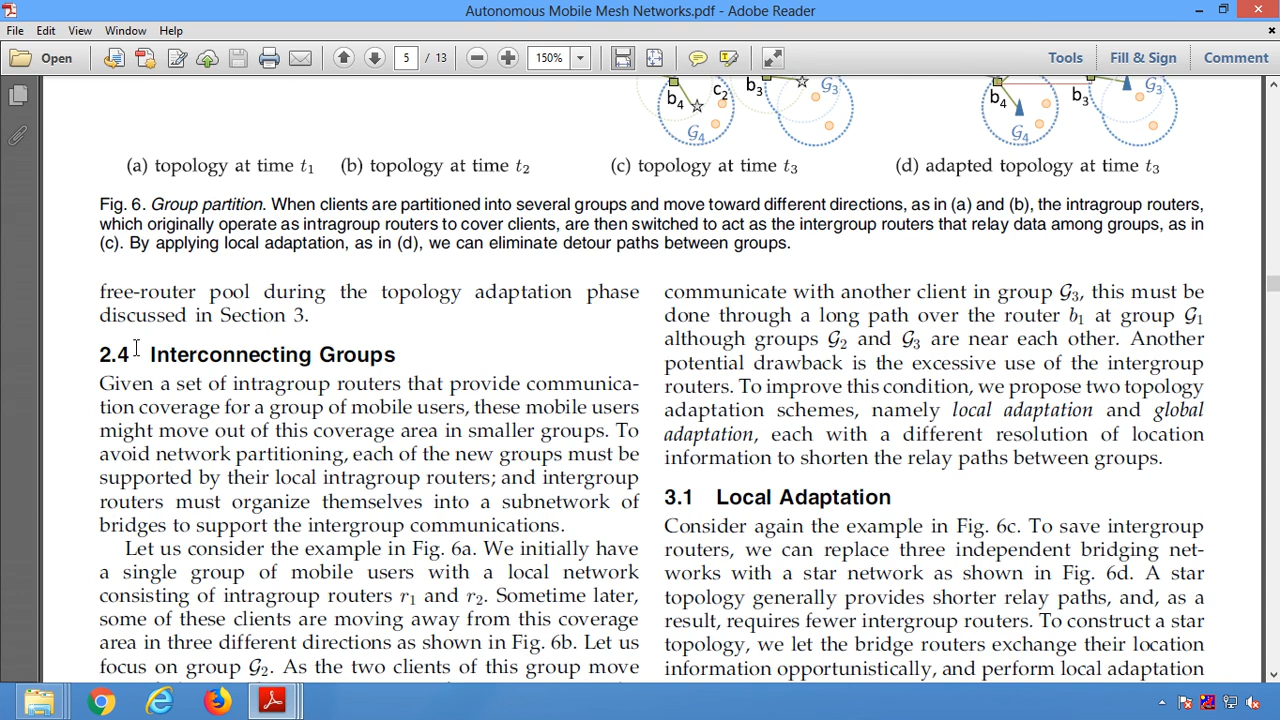 Autonomous Mobile Mesh Networks.pdf - Adobe Reader
File Edit View Window Help
Open 5 / 13 150% Tools Fill & Sign Comment
b4 c2 b3 G3 b4 b3 G3
G4 G4
(a) topology at time t1 (b) topology at time t2 (c) topology at time t3 (d) adapted topology at time t3
Fig. 6. Group partition. When clients are partitioned into several groups and move toward different directions, as in (a) and (b), the intragroup routers,
which originally operate as intragroup routers to cover clients, are then switched to act as the intergroup routers that relay data among groups, as in
(c). By applying local adaptation, as in (d), we can eliminate detour paths between groups.
free-router pool during the topology adaptation phase
discussed in Section 3.
2.4 Interconnecting Groups
Given a set of intragroup routers that provide communica-
tion coverage for a group of mobile users, these mobile users
might move out of this coverage area in smaller groups. To
avoid network partitioning, each of the new groups must be
supported by their local intragroup routers; and intergroup
routers must organize themselves into a subnetwork of
bridges to support the intergroup communications.
Let us consider the example in Fig. 6a. We initially have
a single group of mobile users with a local network
consisting of intragroup routers r1 and r2. Sometime later,
some of these clients are moving away from this coverage
area in three different directions as shown in Fig. 6b. Let us
focus on group G2. As the two clients of this group move
communicate with another client in group G3, this must be
done through a long path over the router b1 at group G1
although groups G2 and G3 are near each other. Another
potential drawback is the excessive use of the intergroup
routers. To improve this condition, we propose two topology
adaptation schemes, namely local adaptation and global
adaptation, each with a different resolution of location
information to shorten the relay paths between groups.
3.1 Local Adaptation
Consider again the example in Fig. 6c. To save intergroup
routers, we can replace three independent bridging net-
works with a star network as shown in Fig. 6d. A star
topology generally provides shorter relay paths, and, as a
result, requires fewer intergroup routers. To construct a star
topology, we let the bridge routers exchange their location
information opportunistically, and perform local adaptation